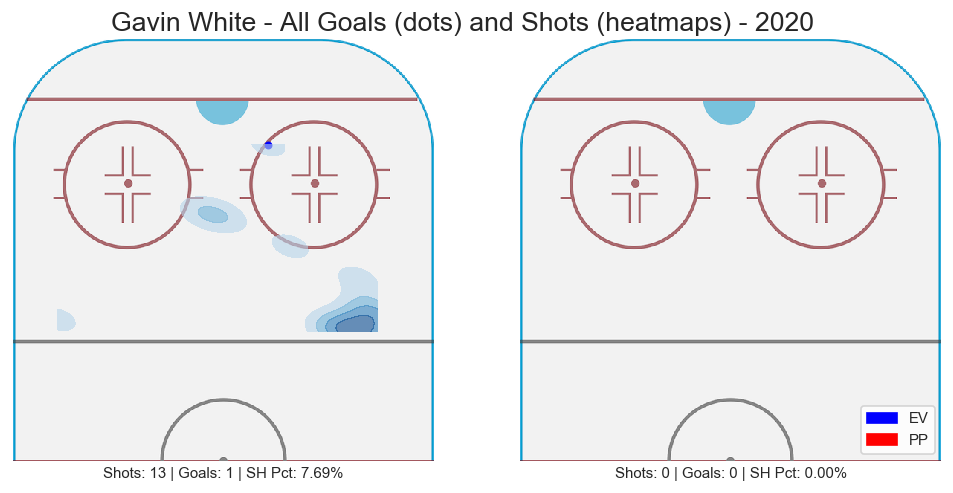 Gavin White - All Goals (dots) and Shots (heatmaps) - 2020
EV
PP
Shots: 13 | Goals: 1 | SH Pct: 7.69%
Shots: 0 | Goals: 0 | SH Pct: 0.00%